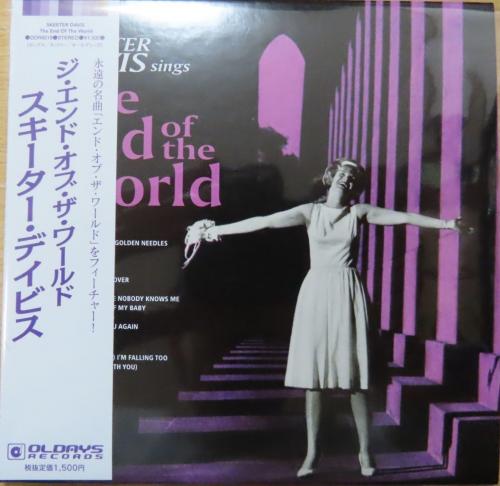 SKEETER DAVIS
The End Of The World
STEREO ¥1,500
永遠の名曲「エンド・オブ・ザ・ワールド」をフィーチャー!
ジ・エンド・オブ・ザ・ワールド
スキーター・デイビス
OLDAYS
RECORDS
税抜定価1,500円
TER
IS sings
e
d of
the
orld
GOLDEN NEEDLES
OVER
E NOBODY KNOWS ME
F MY BABY
U AGAIN
) I'M FALLING TOO
TH YOU)